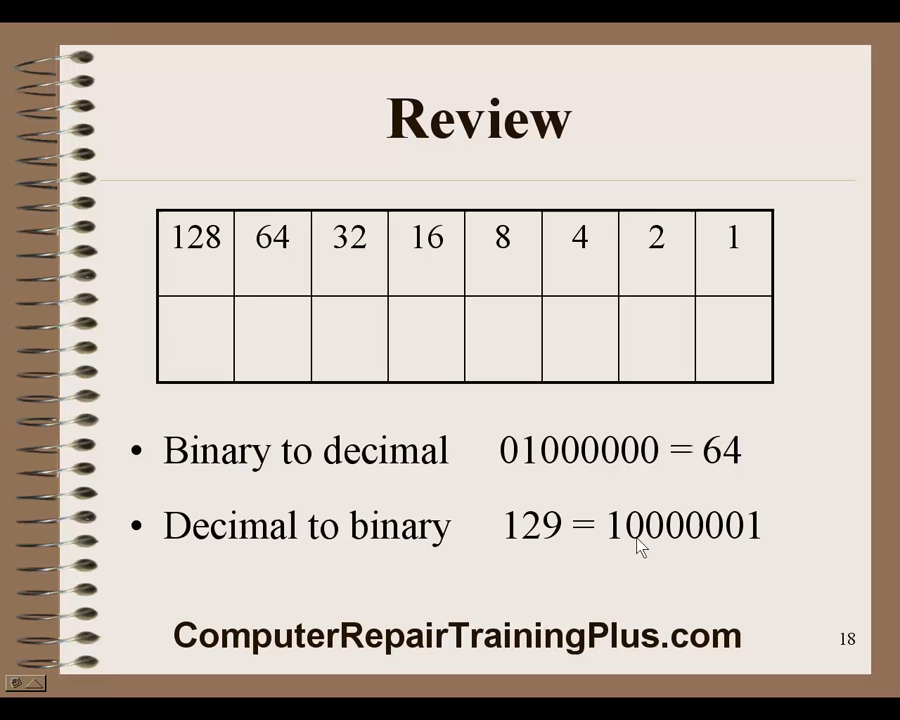 Review
128 64 32 16 8 4 2 1
• Binary to decimal 01000000 = 64
• Decimal to binary 129 = 10000001
ComputerRepairTrainingPlus.com
18